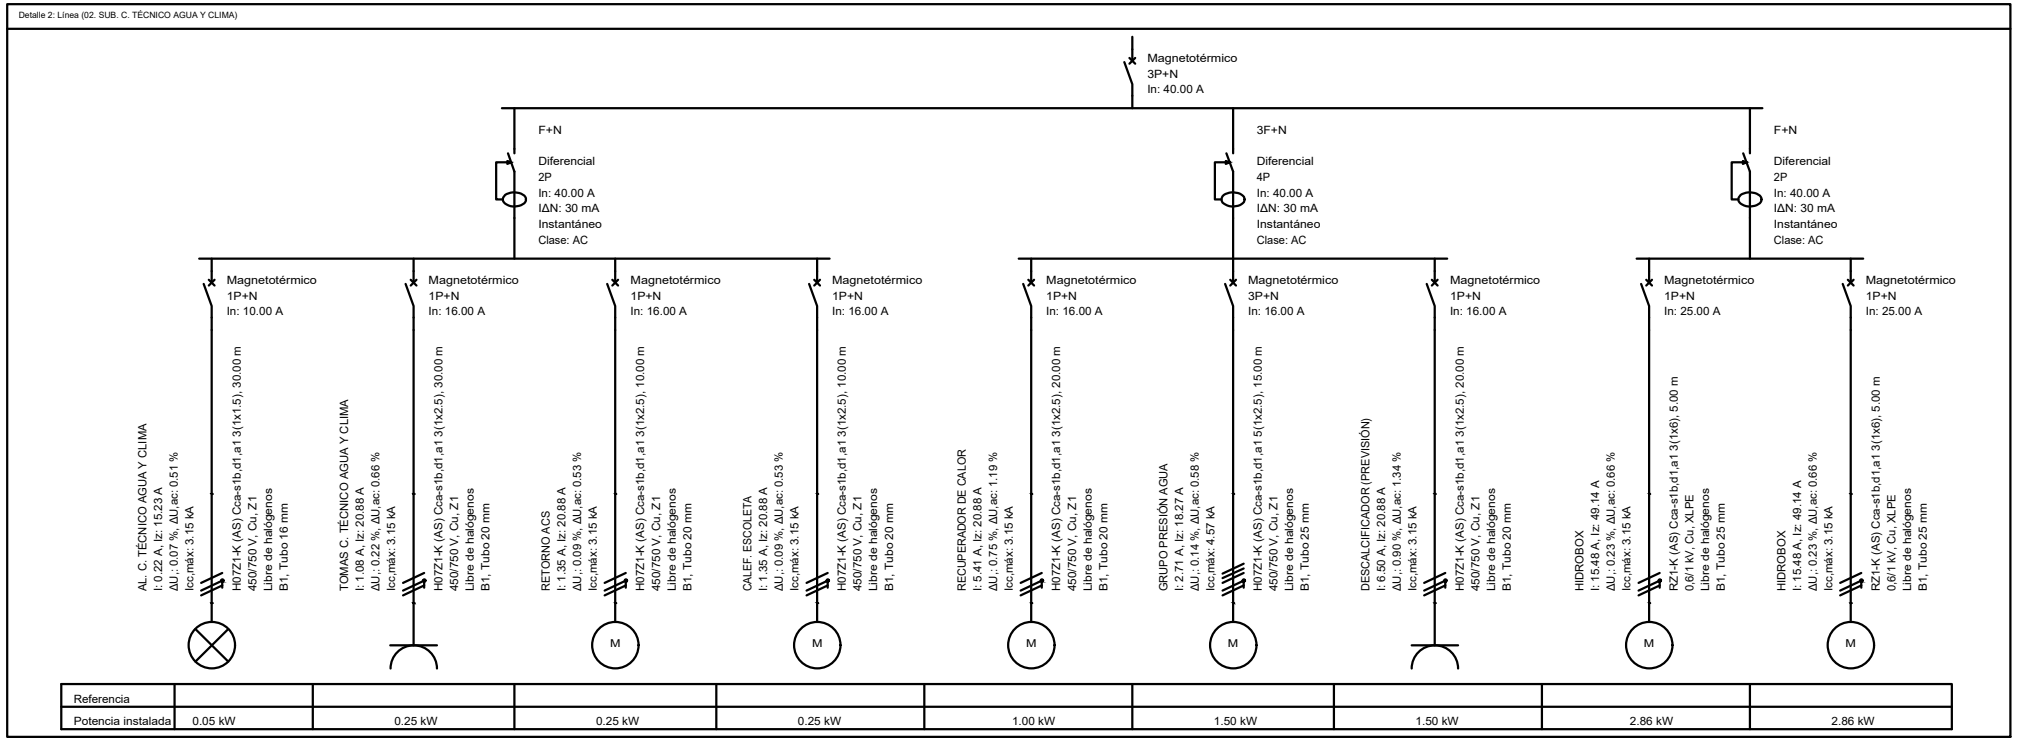 Detalle 2: Línea (02. SUB. C. TÉCNICO AGUA Y CLIMA)
Magnetotérmico
3P+N
In: 40.00 A
F+N
Diferencial
2P
In: 40.00 A
IΔN: 30 mA
Instantáneo
Clase: AC
3F+N
Diferencial
4P
In: 40.00 A
IΔN: 30 mA
Instantáneo
Clase: AC
F+N
Diferencial
2P
In: 40.00 A
IΔN: 30 mA
Instantáneo
Clase: AC
Magnetotérmico
1P+N
In: 10.00 A
Magnetotérmico
1P+N
In: 16.00 A
Magnetotérmico
1P+N
In: 16.00 A
Magnetotérmico
1P+N
In: 16.00 A
Magnetotérmico
1P+N
In: 16.00 A
Magnetotérmico
3P+N
In: 16.00 A
Magnetotérmico
1P+N
In: 16.00 A
Magnetotérmico
1P+N
In: 25.00 A
Magnetotérmico
1P+N
In: 25.00 A
AL. C. TÉCNICO AGUA Y CLIMA
I: 0.22 A, Iz: 15.23 A
ΔU,: 0.07 %, ΔU,ac: 0.51 %
Icc,máx: 3.15 kA
H07Z1-K (AS) Cca-s1b,d1,a1 3(1x1.5), 30.00 m
450/750 V, Cu, Z1
Libre de halógenos
B1, Tubo 16 mm
TOMAS C. TÉCNICO AGUA Y CLIMA
I: 1.08 A, Iz: 20.88 A
ΔU,: 0.22 %, ΔU,ac: 0.66 %
Icc,máx: 3.15 kA
H07Z1-K (AS) Cca-s1b,d1,a1 3(1x2.5), 30.00 m
450/750 V, Cu, Z1
Libre de halógenos
B1, Tubo 20 mm
RETORNO ACS
I: 1.35 A, Iz: 20.88 A
ΔU,: 0.09 %, ΔU,ac: 0.53 %
Icc,máx: 3.15 kA
H07Z1-K (AS) Cca-s1b,d1,a1 3(1x2.5), 10.00 m
450/750 V, Cu, Z1
Libre de halógenos
B1, Tubo 20 mm
CALEF. ESCOLETA
I: 1.35 A, Iz: 20.88 A
ΔU,: 0.09 %, ΔU,ac: 0.53 %
Icc,máx: 3.15 kA
H07Z1-K (AS) Cca-s1b,d1,a1 3(1x2.5), 10.00 m
450/750 V, Cu, Z1
Libre de halógenos
B1, Tubo 20 mm
RECUPERADOR DE CALOR
I: 5.41 A, Iz: 20.88 A
ΔU,: 0.75 %, ΔU,ac: 1.19 %
Icc,máx: 3.15 kA
H07Z1-K (AS) Cca-s1b,d1,a1 3(1x2.5), 20.00 m
450/750 V, Cu, Z1
Libre de halógenos
B1, Tubo 20 mm
GRUPO PRESIÓN AGUA
I: 2.71 A, Iz: 18.27 A
ΔU,: 0.14 %, ΔU,ac: 0.58 %
Icc,máx: 4.57 kA
H07Z1-K (AS) Cca-s1b,d1,a1 5(1x2.5), 15.00 m
450/750 V, Cu, Z1
Libre de halógenos
B1, Tubo 25 mm
DESCALCIFICADOR (PREVISIÓN)
I: 6.50 A, Iz: 20.88 A
ΔU,: 0.90 %, ΔU,ac: 1.34 %
Icc,máx: 3.15 kA
H07Z1-K (AS) Cca-s1b,d1,a1 3(1x2.5), 20.00 m
450/750 V, Cu, Z1
Libre de halógenos
B1, Tubo 20 mm
HIDROBOX
I: 15.48 A, Iz: 49.14 A
ΔU,: 0.23 %, ΔU,ac: 0.66 %
Icc,máx: 3.15 kA
RZ1-K (AS) Cca-s1b,d1,a1 3(1x6), 5.00 m
0,6/1 kV, Cu, XLPE
Libre de halógenos
B1, Tubo 25 mm
HIDROBOX
I: 15.48 A, Iz: 49.14 A
ΔU,: 0.23 %, ΔU,ac: 0.66 %
Icc,máx: 3.15 kA
RZ1-K (AS) Cca-s1b,d1,a1 3(1x6), 5.00 m
0,6/1 kV, Cu, XLPE
Libre de halógenos
B1, Tubo 25 mm
M M M M M M
Referencia
Potencia instalada 0.05 kW 0.25 kW 0.25 kW 0.25 kW 1.00 kW 1.50 kW 1.50 kW 2.86 kW 2.86 kW